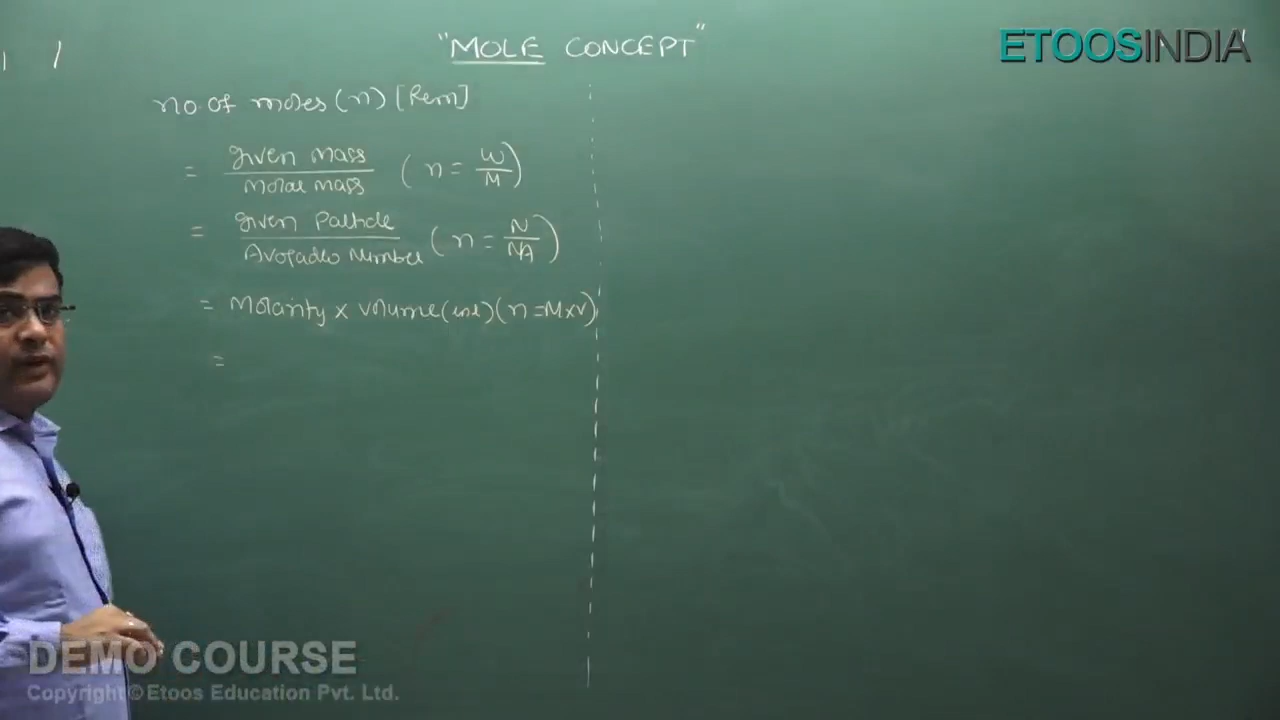 "MOLE CONCEPT"
ETOOSINDIA
no. of moles (n) [Rem]
= given mass / Molar mass ( n = W/M )
= given Particle / Avogadro Number ( n = N/NA )
= Molarity x volume (in l) (n = M x V)
=
DEMO COURSE
Copyright © Etoos Education Pvt. Ltd.